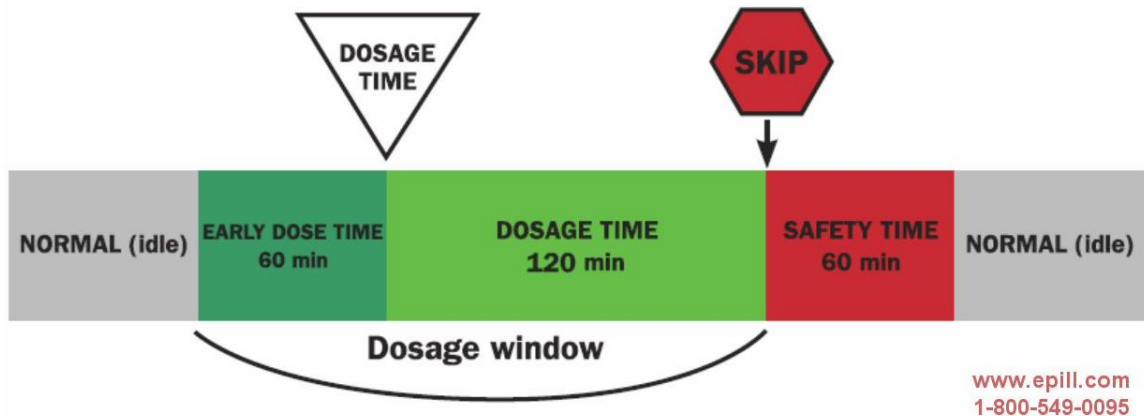 DOSAGE
TIME
SKIP
NORMAL (idle)
EARLY DOSE TIME
60 min
DOSAGE TIME
120 min
SAFETY TIME
60 min
NORMAL (idle)
Dosage window
www.epill.com
1-800-549-0095